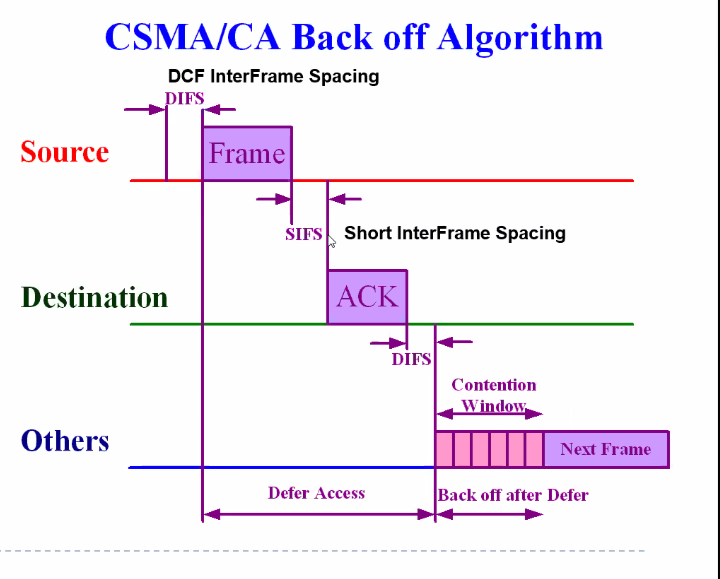 CSMA/CA Back off Algorithm
DCF InterFrame Spacing
DIFS
Source
Frame
SIFS
Short InterFrame Spacing
Destination
ACK
DIFS
Contention
Window
Others
Next Frame
Defer Access
Back off after Defer